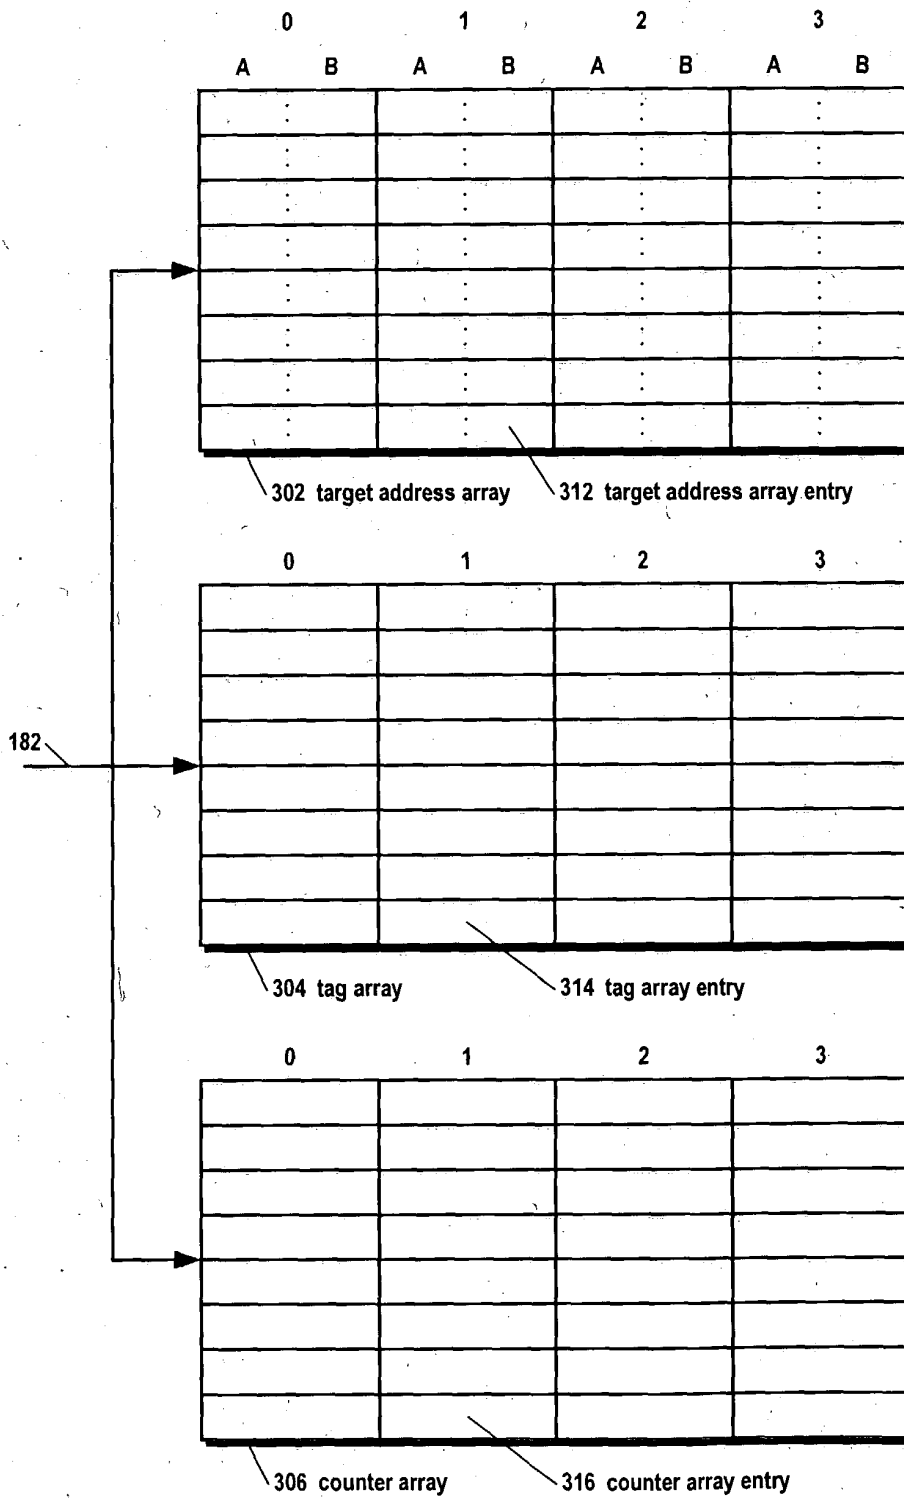 0 1 2 3
A B A B A B A B
302 target address array 312 target address array entry
0 1 2 3
182
304 tag array 314 tag array entry
0 1 2 3
306 counter array 316 counter array entry